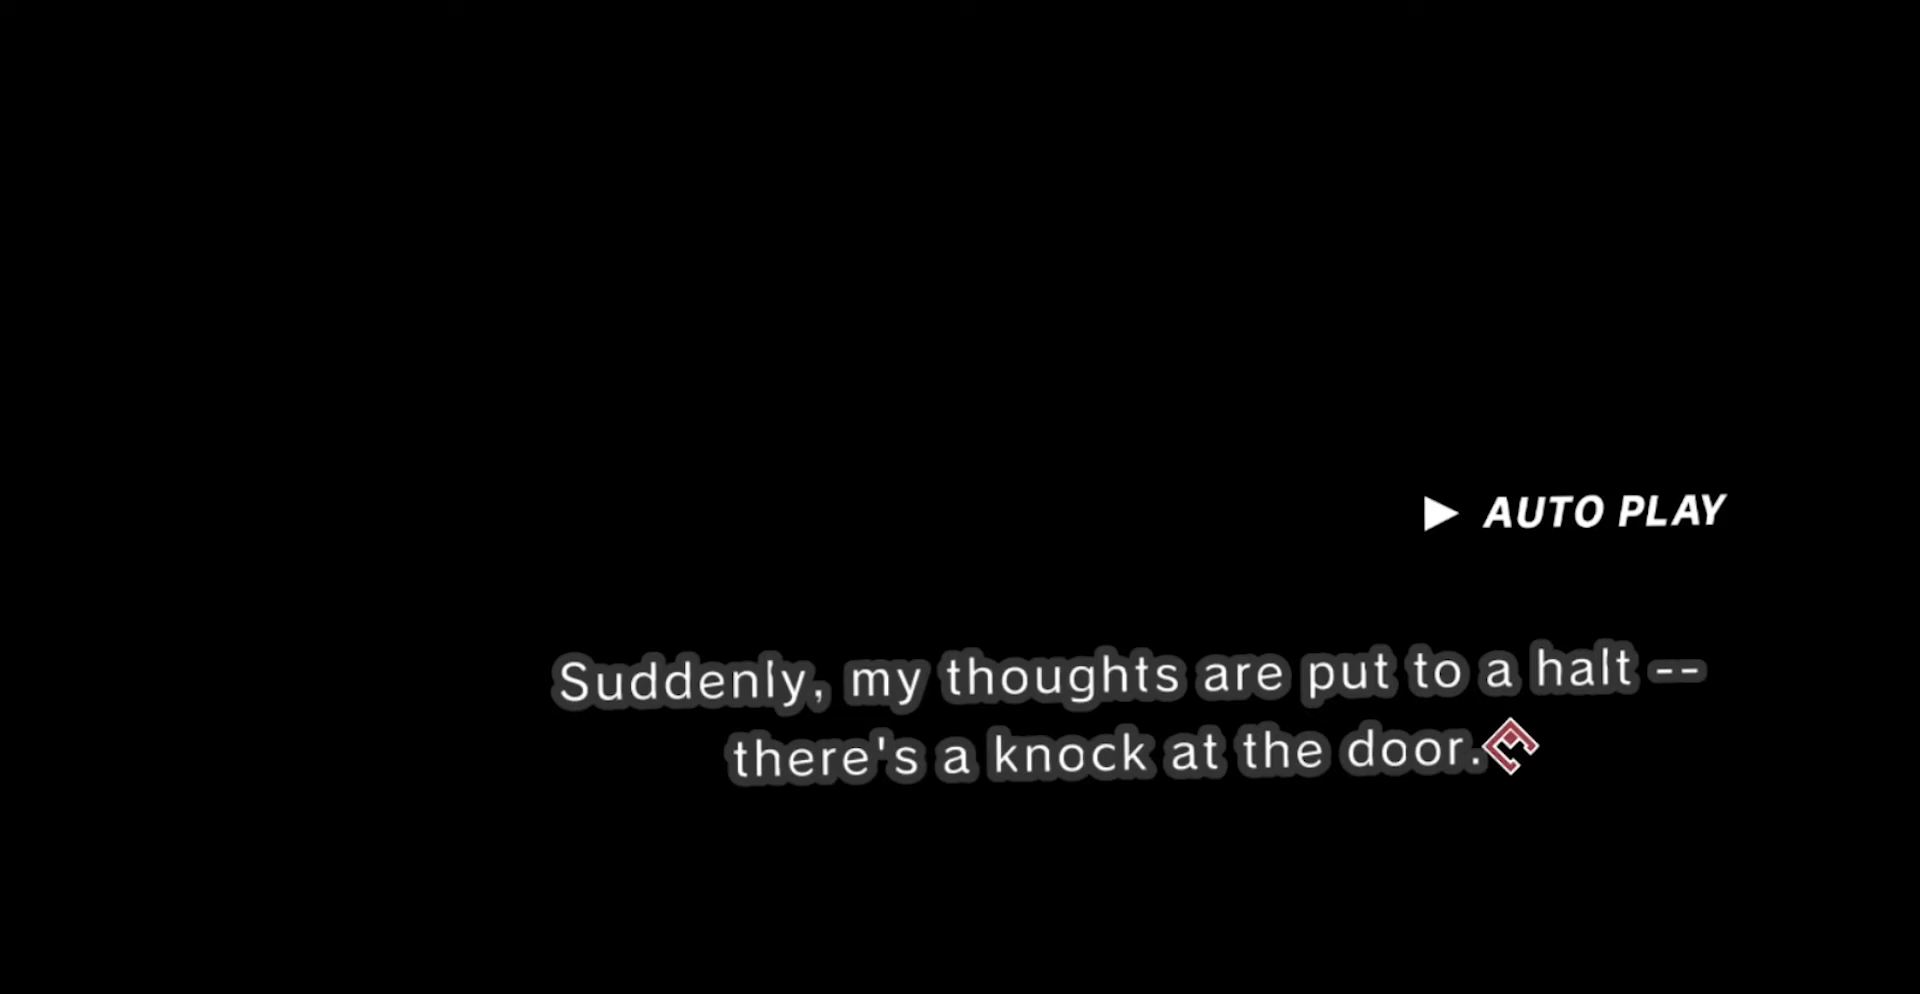 AUTO PLAY
Suddenly, my thoughts are put to a halt --
there's a knock at the door.